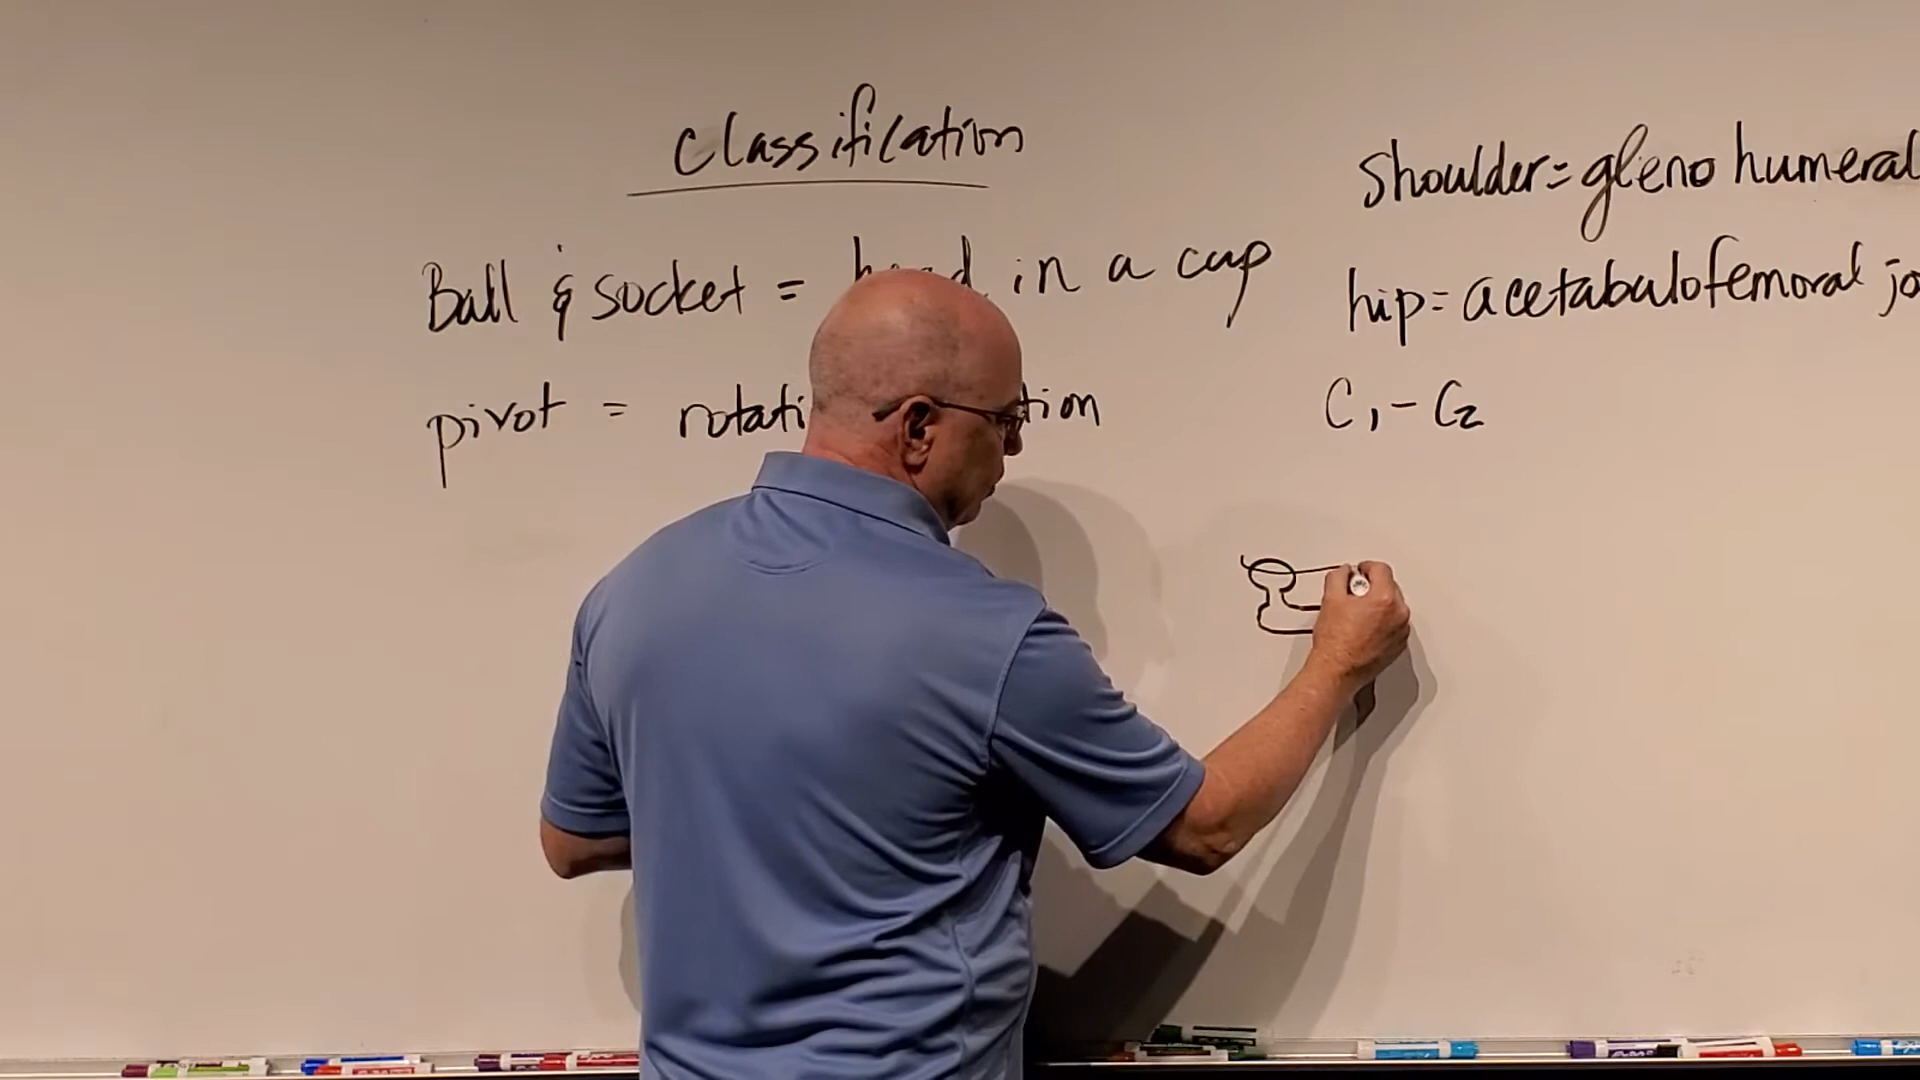 Classification
Ball & socket = head in a cup
pivot = rotati tion
shoulder = gleno humeral
hip = acetabulofemoral jo
C1 - C2